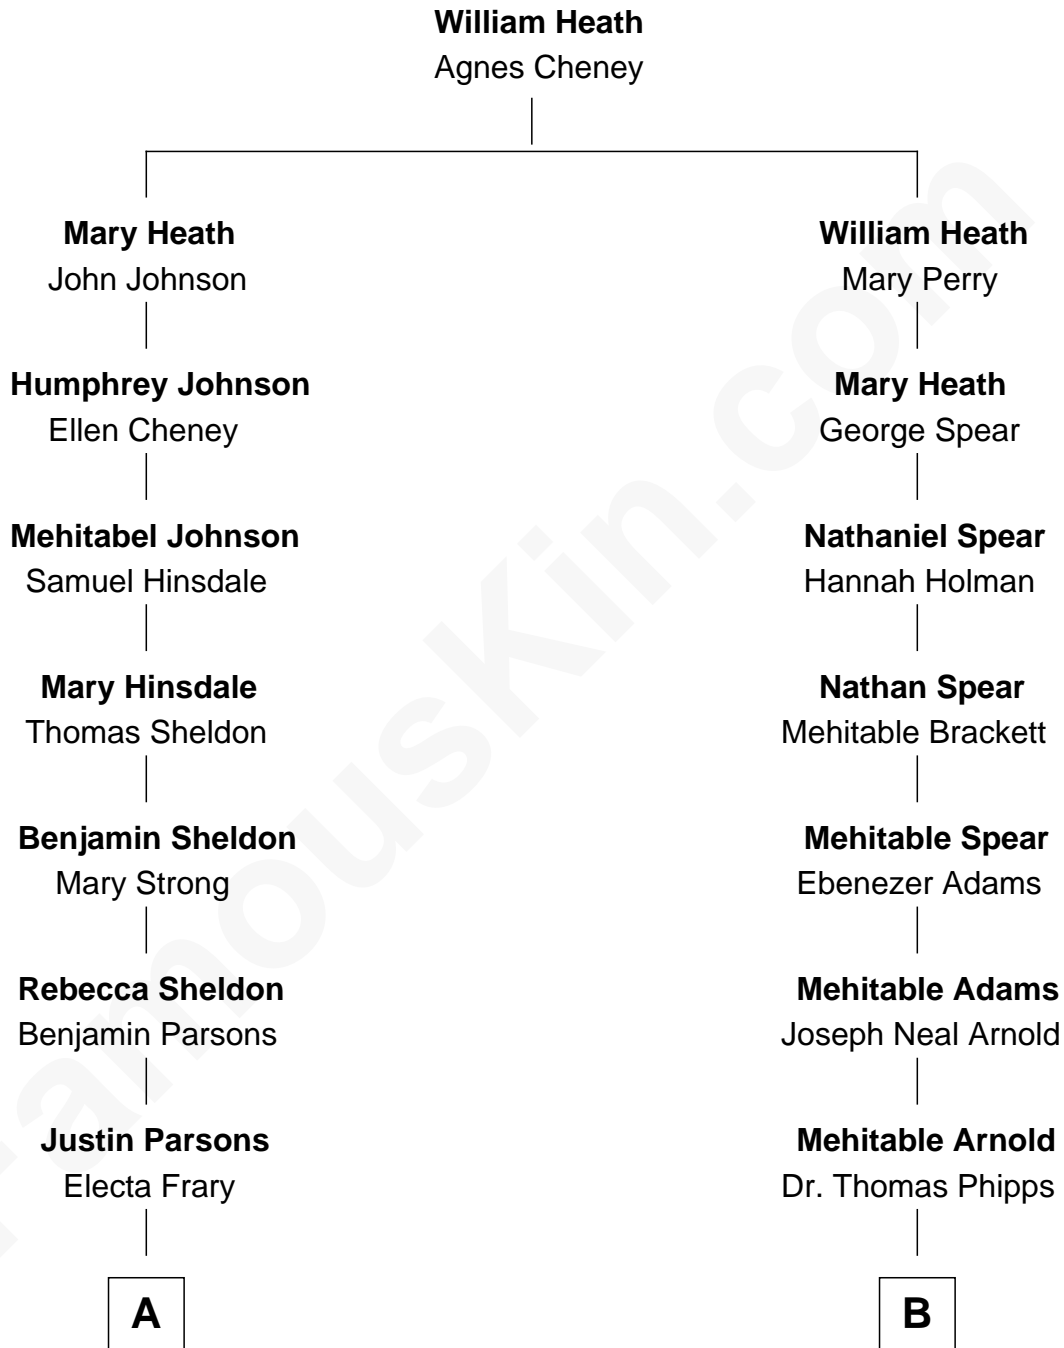 William Heath
Agnes Cheney
Mary Heath
John Johnson
Humphrey Johnson
Ellen Cheney
Mehitabel Johnson
Samuel Hinsdale
Mary Hinsdale
Thomas Sheldon
Benjamin Sheldon
Mary Strong
Rebecca Sheldon
Benjamin Parsons
Justin Parsons
Electa Frary
A
William Heath
Mary Perry
Mary Heath
George Spear
Nathaniel Spear
Hannah Holman
Nathan Spear
Mehitable Brackett
Mehitable Spear
Ebenezer Adams
Mehitable Adams
Joseph Neal Arnold
Mehitable Arnold
Dr. Thomas Phipps
B
FamousKin.com